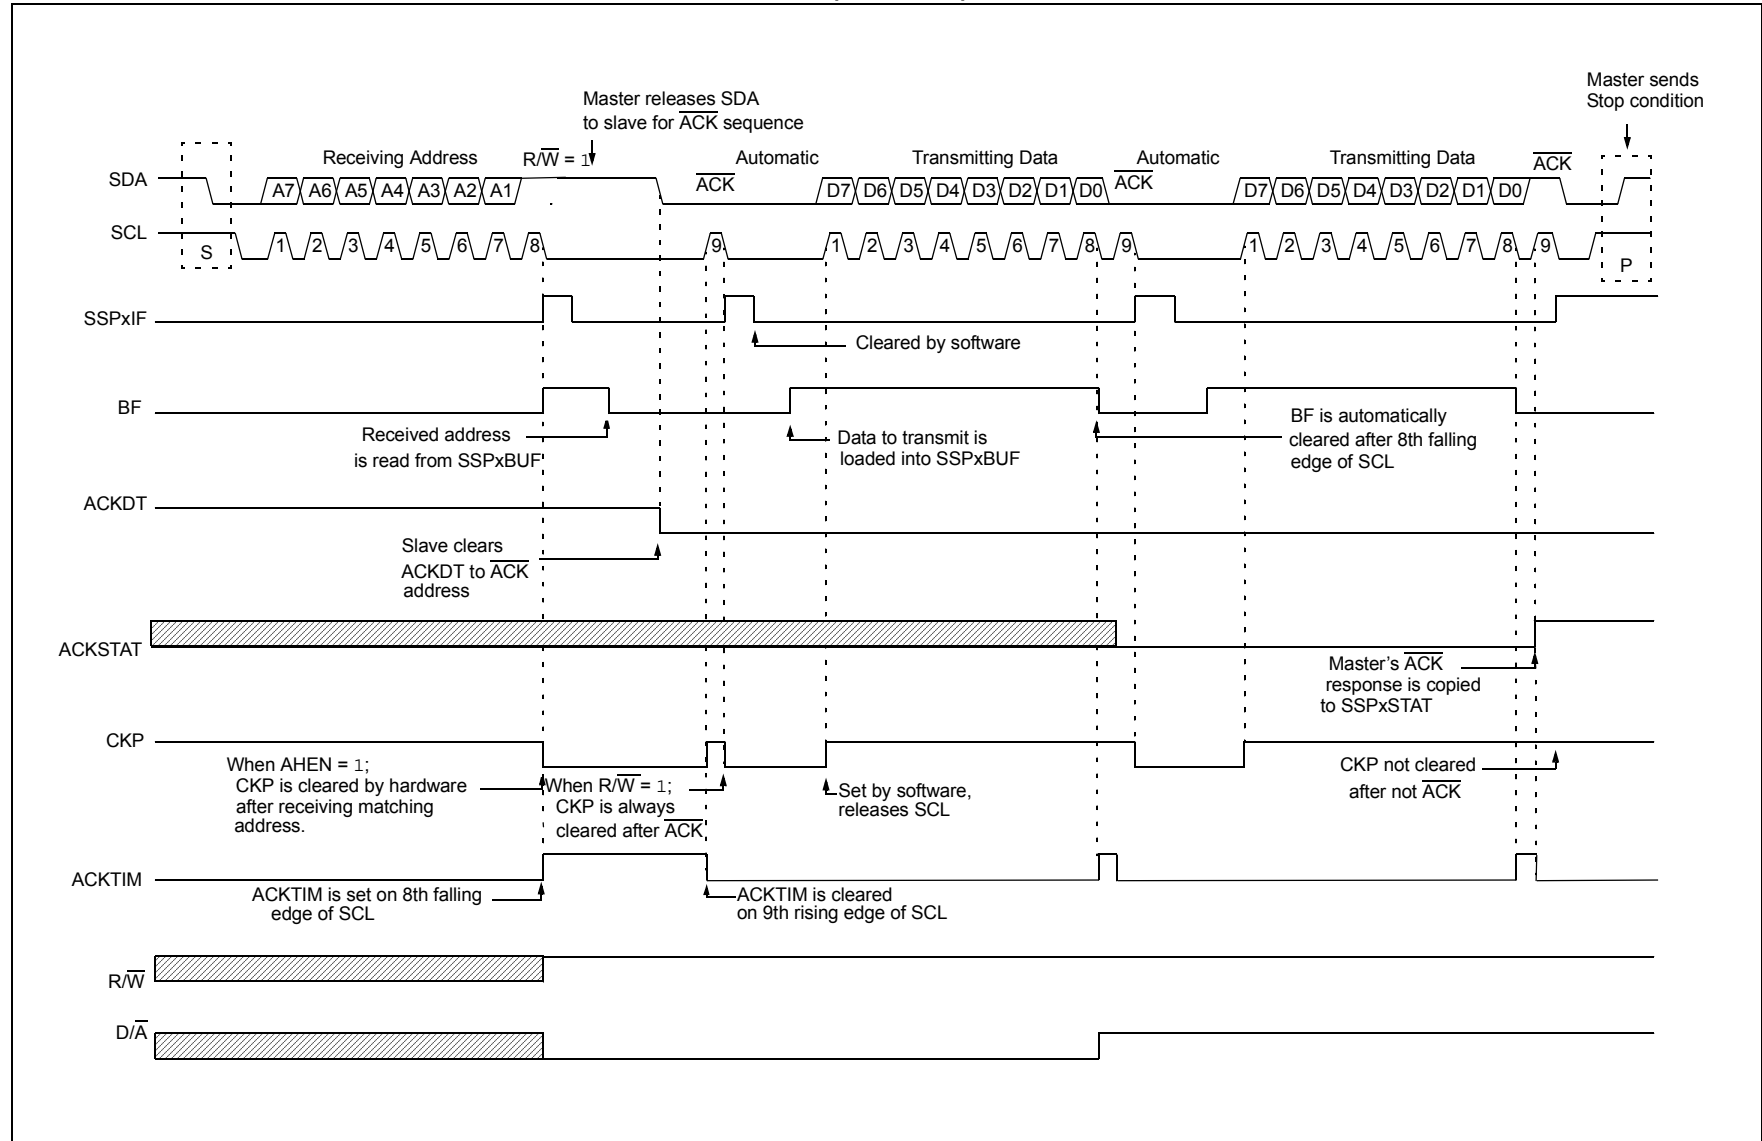 Master sends
Stop condition
Master releases SDA
to slave for ACK sequence
Receiving Address R/W = 1 Automatic Transmitting Data Automatic Transmitting Data ACK
SDA A7 A6 A5 A4 A3 A2 A1 ACK D7 D6 D5 D4 D3 D2 D1 D0 ACK D7 D6 D5 D4 D3 D2 D1 D0
SCL S 1 2 3 4 5 6 7 8 9 1 2 3 4 5 6 7 8 9 1 2 3 4 5 6 7 8 9 P
SSPxIF
Cleared by software
BF
Received address
is read from SSPxBUF
Data to transmit is
loaded into SSPxBUF
BF is automatically
cleared after 8th falling
edge of SCL
ACKDT
Slave clears
ACKDT to ACK
address
ACKSTAT
Master's ACK
response is copied
to SSPxSTAT
CKP
When AHEN = 1;
CKP is cleared by hardware
after receiving matching
address.
When R/W = 1;
CKP is always
cleared after ACK
Set by software,
releases SCL
CKP not cleared
after not ACK
ACKTIM
ACKTIM is set on 8th falling
edge of SCL
ACKTIM is cleared
on 9th rising edge of SCL
R/W
D/A